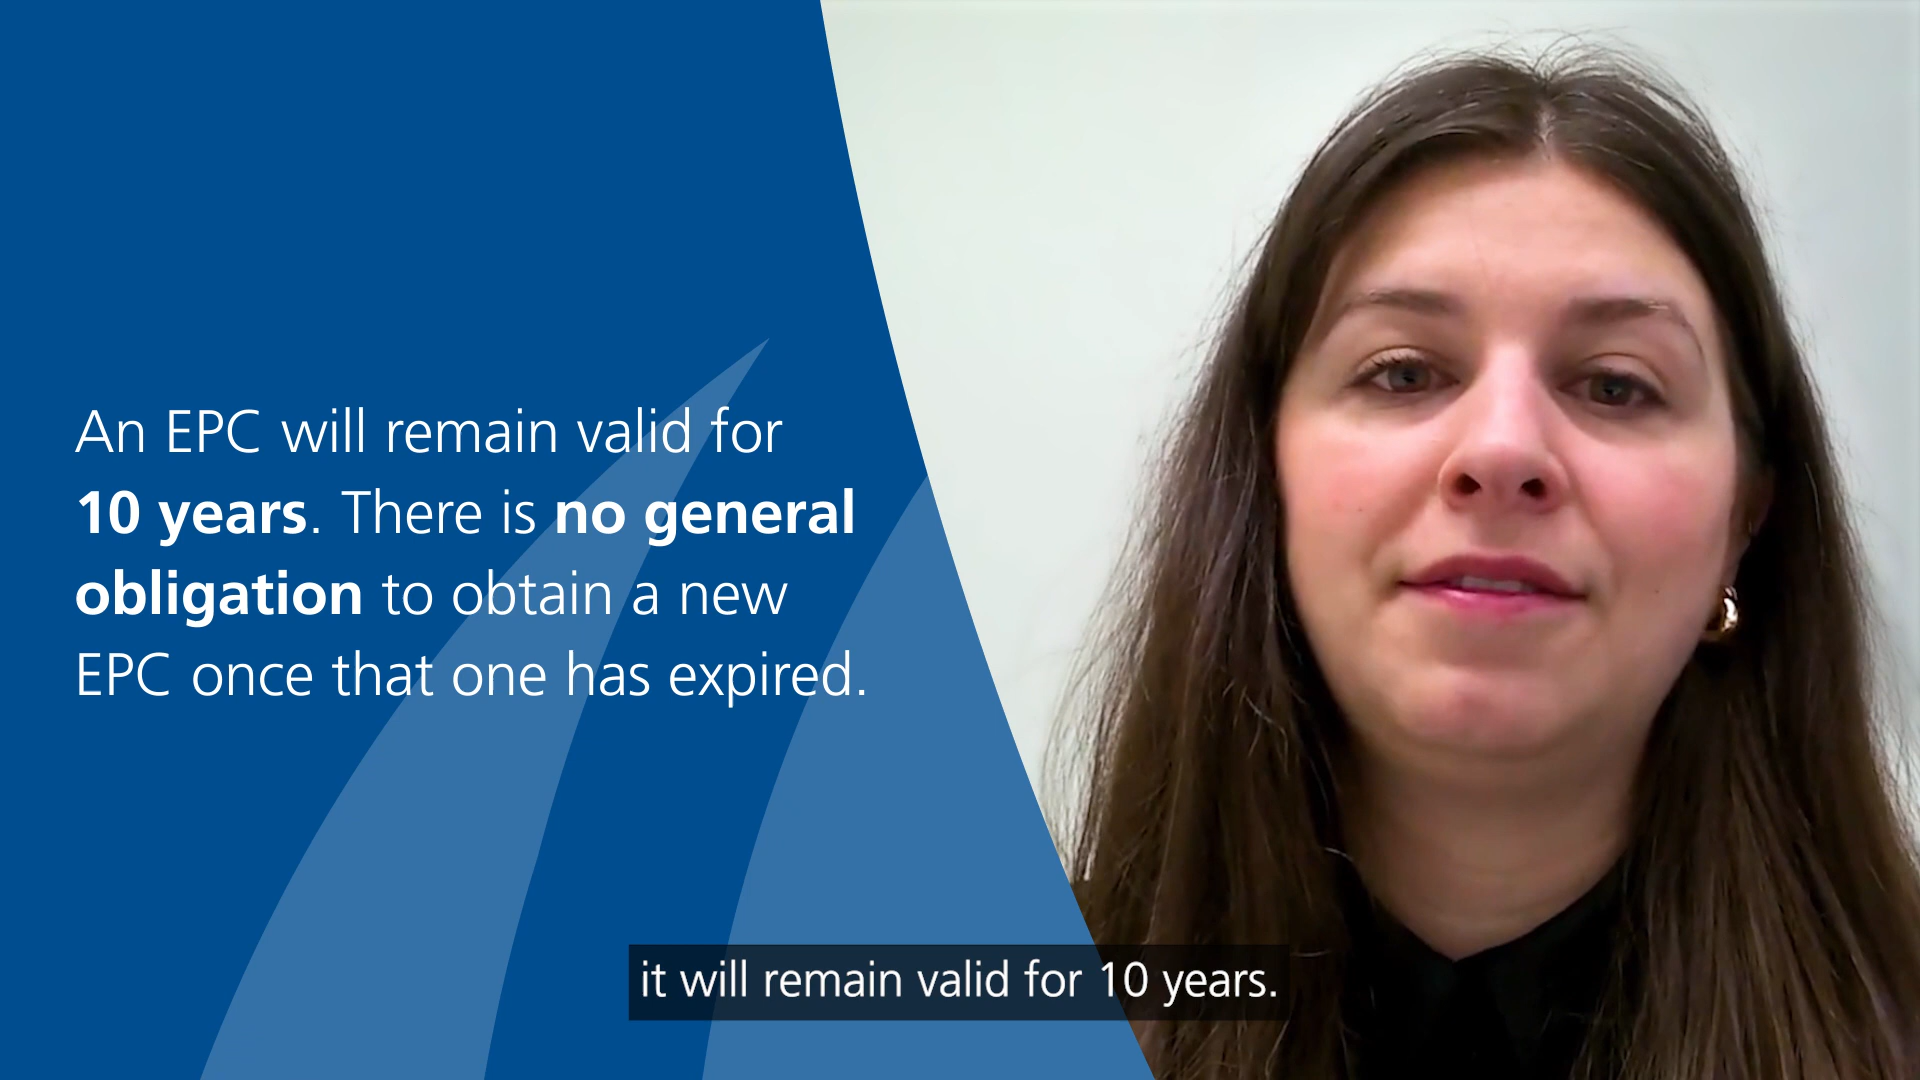 An EPC will remain valid for
10 years. There is no general
obligation to obtain a new
EPC once that one has expired.
it will remain valid for 10 years.